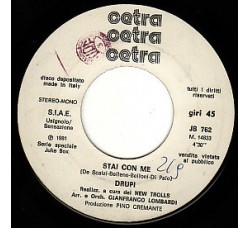 cetra
cetra
cetra
disco depositato
made in Italy
tutti i diritti
riservati
STEREO-MONO
S.I.A.E.
Usignolo/
Sensazione
℗ 1981
Serie speciale
Juke Box
giri 45
JB 762
M. 14833
4'30"
vendita vietata
al pubblico
STAI CON ME
(De Scalzi-Belleno-Belloni-Di Palo)
DRUPI
Realizz. a cura dei NEW TROLLS
Arr. e Orch. GIANFRANCO LOMBARDI
Produzione PINO CREMANTE